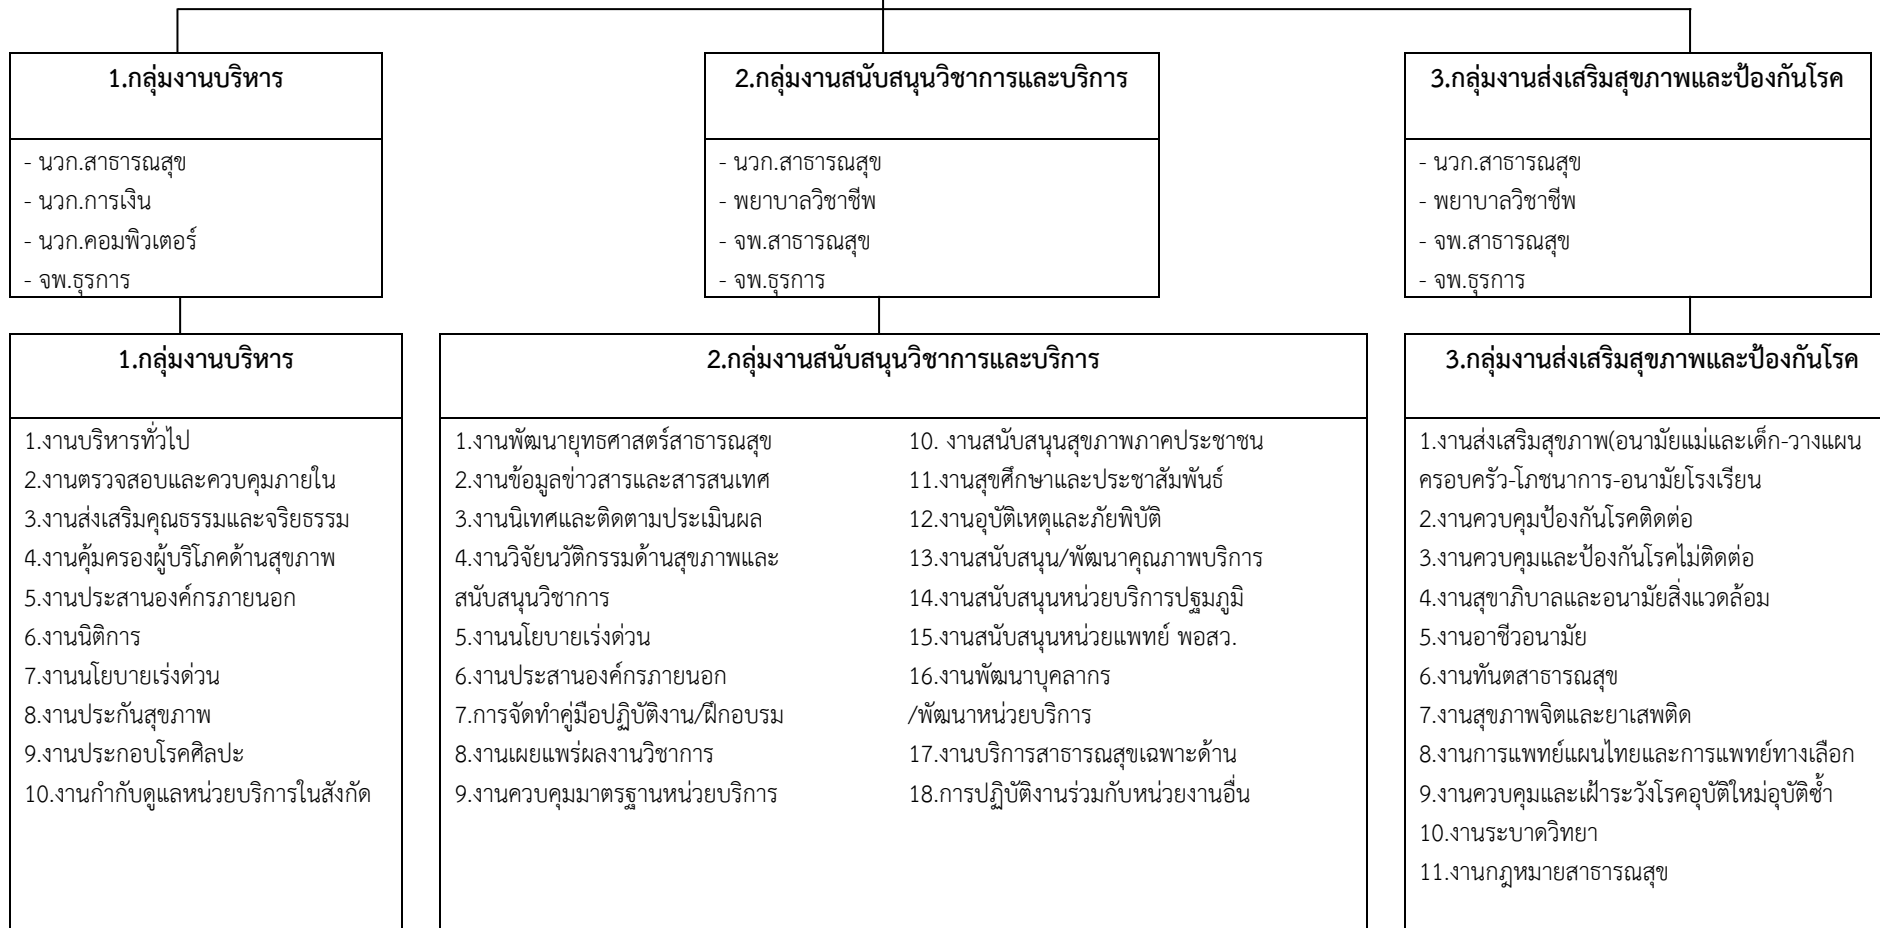 1.กลุ่มงานบริหาร
- นวก.สาธารณสุข
- นวก.การเงิน
- นวก.คอมพิวเตอร์
- จพ.ธุรการ
2.กลุ่มงานสนับสนุนวิชาการและบริการ
- นวก.สาธารณสุข
- พยาบาลวิชาชีพ
- จพ.สาธารณสุข
- จพ.ธุรการ
3.กลุ่มงานส่งเสริมสุขภาพและป้องกันโรค
- นวก.สาธารณสุข
- พยาบาลวิชาชีพ
- จพ.สาธารณสุข
- จพ.ธุรการ
1.กลุ่มงานบริหาร
1.งานบริหารทั่วไป
2.งานตรวจสอบและควบคุมภายใน
3.งานส่งเสริมคุณธรรมและจริยธรรม
4.งานคุ้มครองผู้บริโภคด้านสุขภาพ
5.งานประสานองค์กรภายนอก
6.งานนิติการ
7.งานนโยบายเร่งด่วน
8.งานประกันสุขภาพ
9.งานประกอบโรคศิลปะ
10.งานกำกับดูแลหน่วยบริการในสังกัด
2.กลุ่มงานสนับสนุนวิชาการและบริการ
1.งานพัฒนายุทธศาสตร์สาธารณสุข
2.งานข้อมูลข่าวสารและสารสนเทศ
3.งานนิเทศและติดตามประเมินผล
4.งานวิจัยนวัติกรรมด้านสุขภาพและ
สนับสนุนวิชาการ
5.งานนโยบายเร่งด่วน
6.งานประสานองค์กรภายนอก
7.การจัดทำคู่มือปฏิบัติงาน/ฝึกอบรม
8.งานเผยแพร่ผลงานวิชาการ
9.งานควบคุมมาตรฐานหน่วยบริการ
10. งานสนับสนุนสุขภาพภาคประชาชน
11.งานสุขศึกษาและประชาสัมพันธ์
12.งานอุบัติเหตุและภัยพิบัติ
13.งานสนับสนุน/พัฒนาคุณภาพบริการ
14.งานสนับสนุนหน่วยบริการปฐมภูมิ
15.งานสนับสนุนหน่วยแพทย์ พอสว.
16.งานพัฒนาบุคลากร
/พัฒนาหน่วยบริการ
17.งานบริการสาธารณสุขเฉพาะด้าน
18.การปฏิบัติงานร่วมกับหน่วยงานอื่น
3.กลุ่มงานส่งเสริมสุขภาพและป้องกันโรค
1.งานส่งเสริมสุขภาพ(อนามัยแม่และเด็ก-วางแผน
ครอบครัว-โภชนาการ-อนามัยโรงเรียน
2.งานควบคุมป้องกันโรคติดต่อ
3.งานควบคุมและป้องกันโรคไม่ติดต่อ
4.งานสุขาภิบาลและอนามัยสิ่งแวดล้อม
5.งานอาชีวอนามัย
6.งานทันตสาธารณสุข
7.งานสุขภาพจิตและยาเสพติด
8.งานการแพทย์แผนไทยและการแพทย์ทางเลือก
9.งานควบคุมและเฝ้าระวังโรคอุบัติใหม่อุบัติซ้ำ
10.งานระบาดวิทยา
11.งานกฎหมายสาธารณสุข